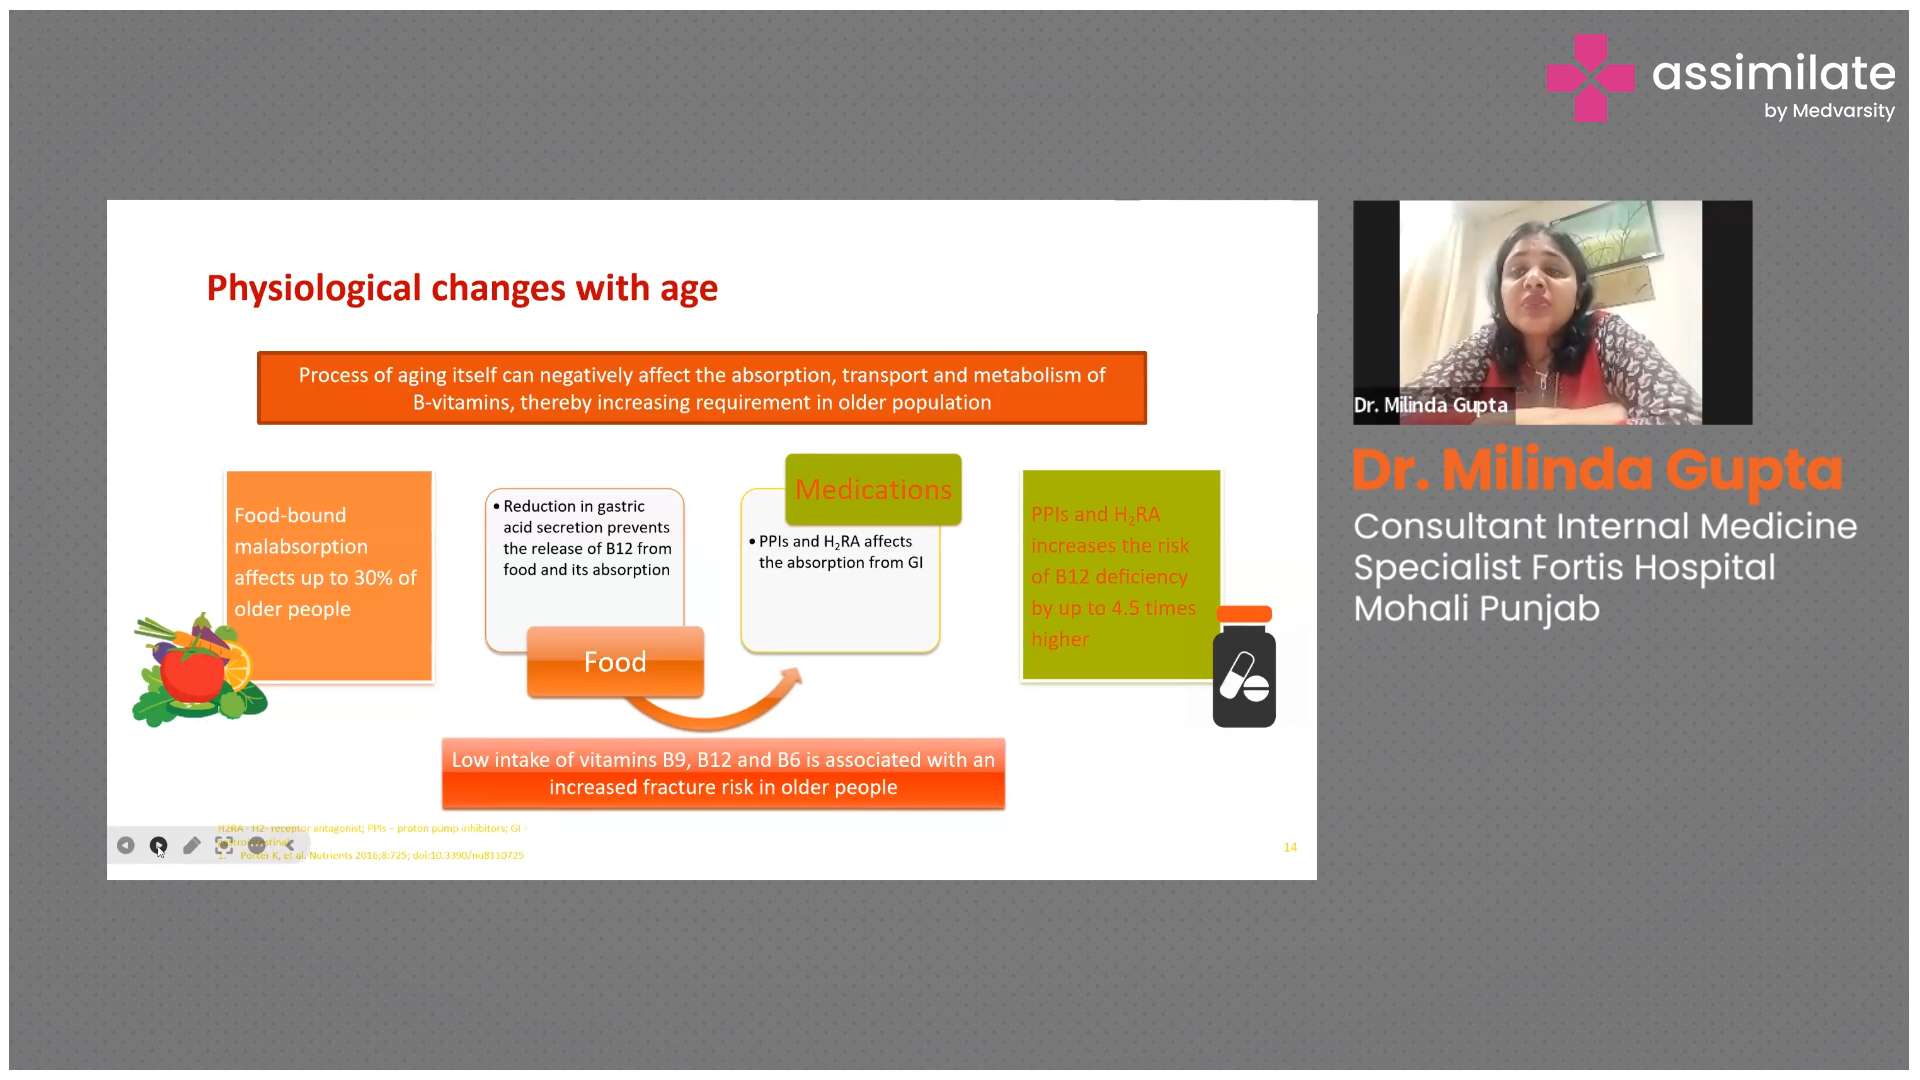 assimilate
by Medvarsity
Physiological changes with age
Process of aging itself can negatively affect the absorption, transport and metabolism of
B-vitamins, thereby increasing requirement in older population
Food-bound
malabsorption
affects up to 30% of
older people
• Reduction in gastric
acid secretion prevents
the release of B12 from
food and its absorption
Food
Medications
• PPIs and H₂RA affects
the absorption from GI
PPIs and H₂RA
increases the risk
of B12 deficiency
by up to 4.5 times
higher
Low intake of vitamins B9, B12 and B6 is associated with an
increased fracture risk in older people
H2RA - H2- receptor antagonist; PPIs – proton pump inhibitors; GI -
1. Porter K, et al. Nutrients 2016;8:725; doi:10.3390/nu8110725
14
Dr. Milinda Gupta
Dr. Milinda Gupta
Consultant Internal Medicine
Specialist Fortis Hospital
Mohali Punjab